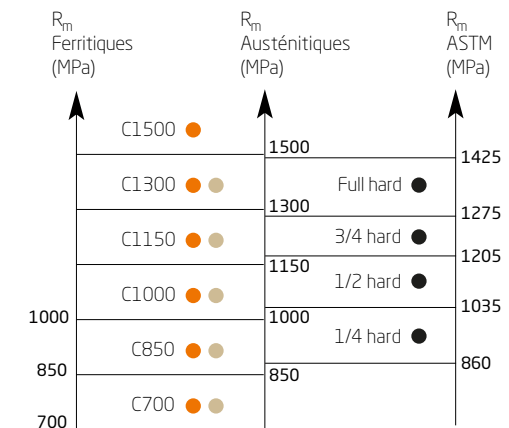 Rm Rm Rm
Ferritiques Austénitiques ASTM
(MPa) (MPa) (MPa)
C1500
1500
1425
C1300 Full hard
1300
1275
C1150 3/4 hard
1205
1150
C1000 1/2 hard
1035
1000 1000
C850 1/4 hard
860
850 850
C700
700